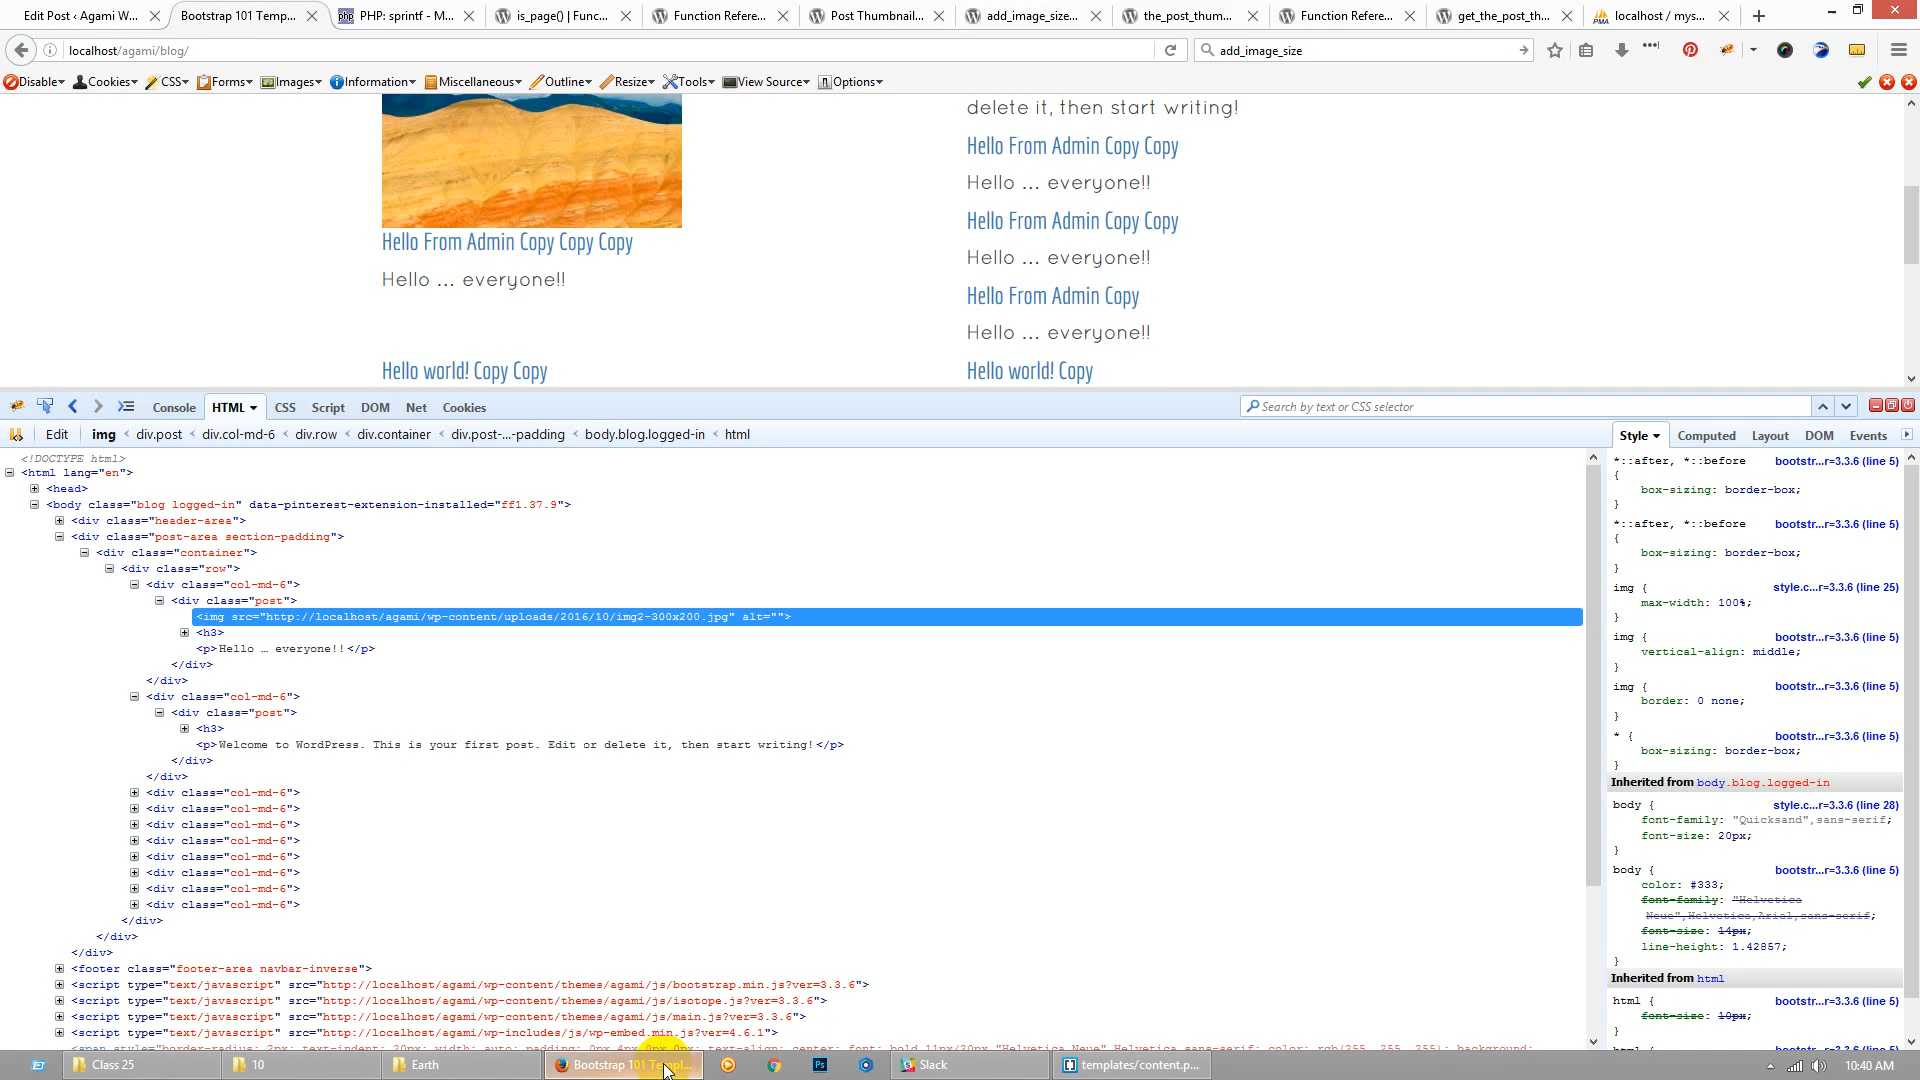 Edit Post ‹ Agami W...
Bootstrap 101 Temp...
PHP: sprintf - M...
is_page() | Func...
Function Refere...
Post Thumbnail...
add_image_size...
the_post_thum...
Function Refere...
get_the_post_th...
localhost / mys...
localhost/agami/blog/
add_image_size
Disable
Cookies
CSS
Forms
Images
Information
Miscellaneous
Outline
Resize
Tools
View Source
Options
Hello From Admin Copy Copy Copy
Hello ... everyone!!
Hello world! Copy Copy
delete it, then start writing!
Hello From Admin Copy Copy
Hello ... everyone!!
Hello From Admin Copy Copy
Hello ... everyone!!
Hello From Admin Copy
Hello ... everyone!!
Hello world! Copy
Console
HTML
CSS
Script
DOM
Net
Cookies
Search by text or CSS selector
Edit
img < div.post < div.col-md-6 < div.row < div.container < div.post-...-padding < body.blog.logged-in < html
<!DOCTYPE html>
<html lang="en">
<head>
<body class="blog logged-in" data-pinterest-extension-installed="ff1.37.9">
<div class="header-area">
<div class="post-area section-padding">
<div class="container">
<div class="row">
<div class="col-md-6">
<div class="post">
<img src="http://localhost/agami/wp-content/uploads/2016/10/img2-300x200.jpg" alt="">
<h3>
<p>Hello … everyone!!</p>
</div>
</div>
<div class="col-md-6">
<div class="post">
<h3>
<p>Welcome to WordPress. This is your first post. Edit or delete it, then start writing!</p>
</div>
</div>
<div class="col-md-6">
<div class="col-md-6">
<div class="col-md-6">
<div class="col-md-6">
<div class="col-md-6">
<div class="col-md-6">
<div class="col-md-6">
<div class="col-md-6">
</div>
</div>
</div>
<footer class="footer-area navbar-inverse">
<script type="text/javascript" src="http://localhost/agami/wp-content/themes/agami/js/bootstrap.min.js?ver=3.3.6">
<script type="text/javascript" src="http://localhost/agami/wp-content/themes/agami/js/isotope.js?ver=3.3.6">
<script type="text/javascript" src="http://localhost/agami/wp-content/themes/agami/js/main.js?ver=3.3.6">
<script type="text/javascript" src="http://localhost/agami/wp-includes/js/wp-embed.min.js?ver=4.6.1">
Style
Computed
Layout
DOM
Events
*::after, *::before bootstr...r=3.3.6 (line 5)
{
box-sizing: border-box;
}
*::after, *::before bootstr...r=3.3.6 (line 5)
{
box-sizing: border-box;
}
img { style.c...r=3.3.6 (line 25)
max-width: 100%;
}
img { bootstr...r=3.3.6 (line 5)
vertical-align: middle;
}
img { bootstr...r=3.3.6 (line 5)
border: 0 none;
}
* { bootstr...r=3.3.6 (line 5)
box-sizing: border-box;
}
Inherited from body.blog.logged-in
body { style.c...r=3.3.6 (line 28)
font-family: "Quicksand",sans-serif;
font-size: 20px;
}
body { bootstr...r=3.3.6 (line 5)
color: #333;
font-family: "Helvetica
Neue",Helvetica,Arial,sans-serif;
font-size: 14px;
line-height: 1.42857;
}
Inherited from html
html { bootstr...r=3.3.6 (line 5)
font-size: 10px;
}
Class 25
10
Earth
Bootstrap 101 Templ...
Slack
templates/content.p...
10:40 AM